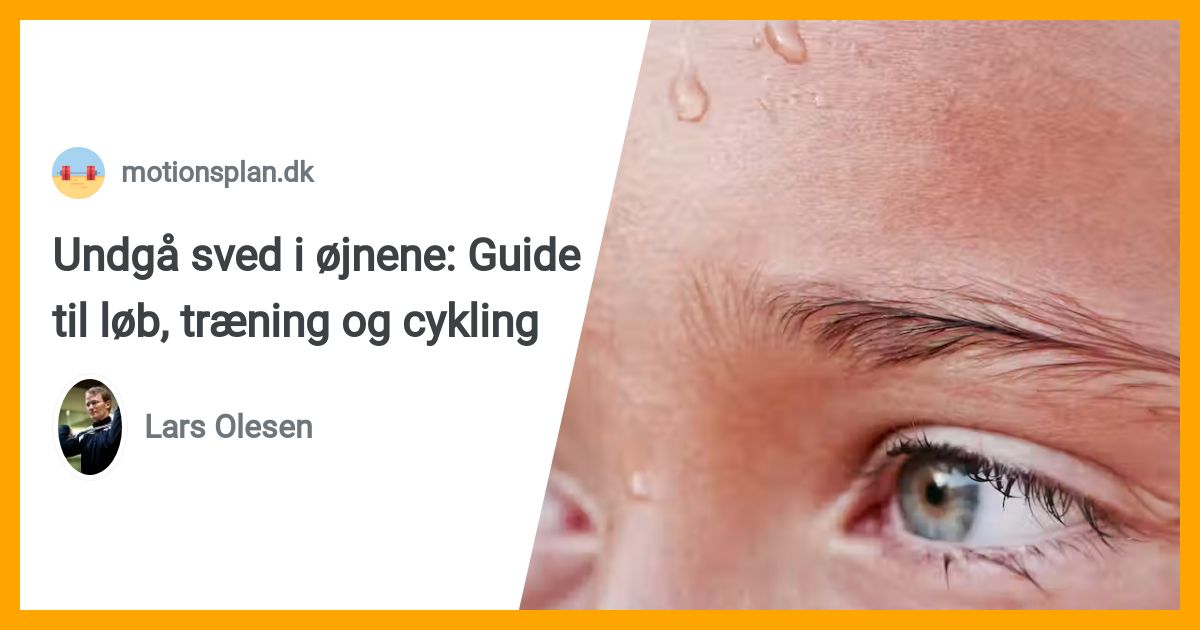 motionsplan.dk
Undgå sved i øjnene: Guide
til løb, træning og cykling
Lars Olesen